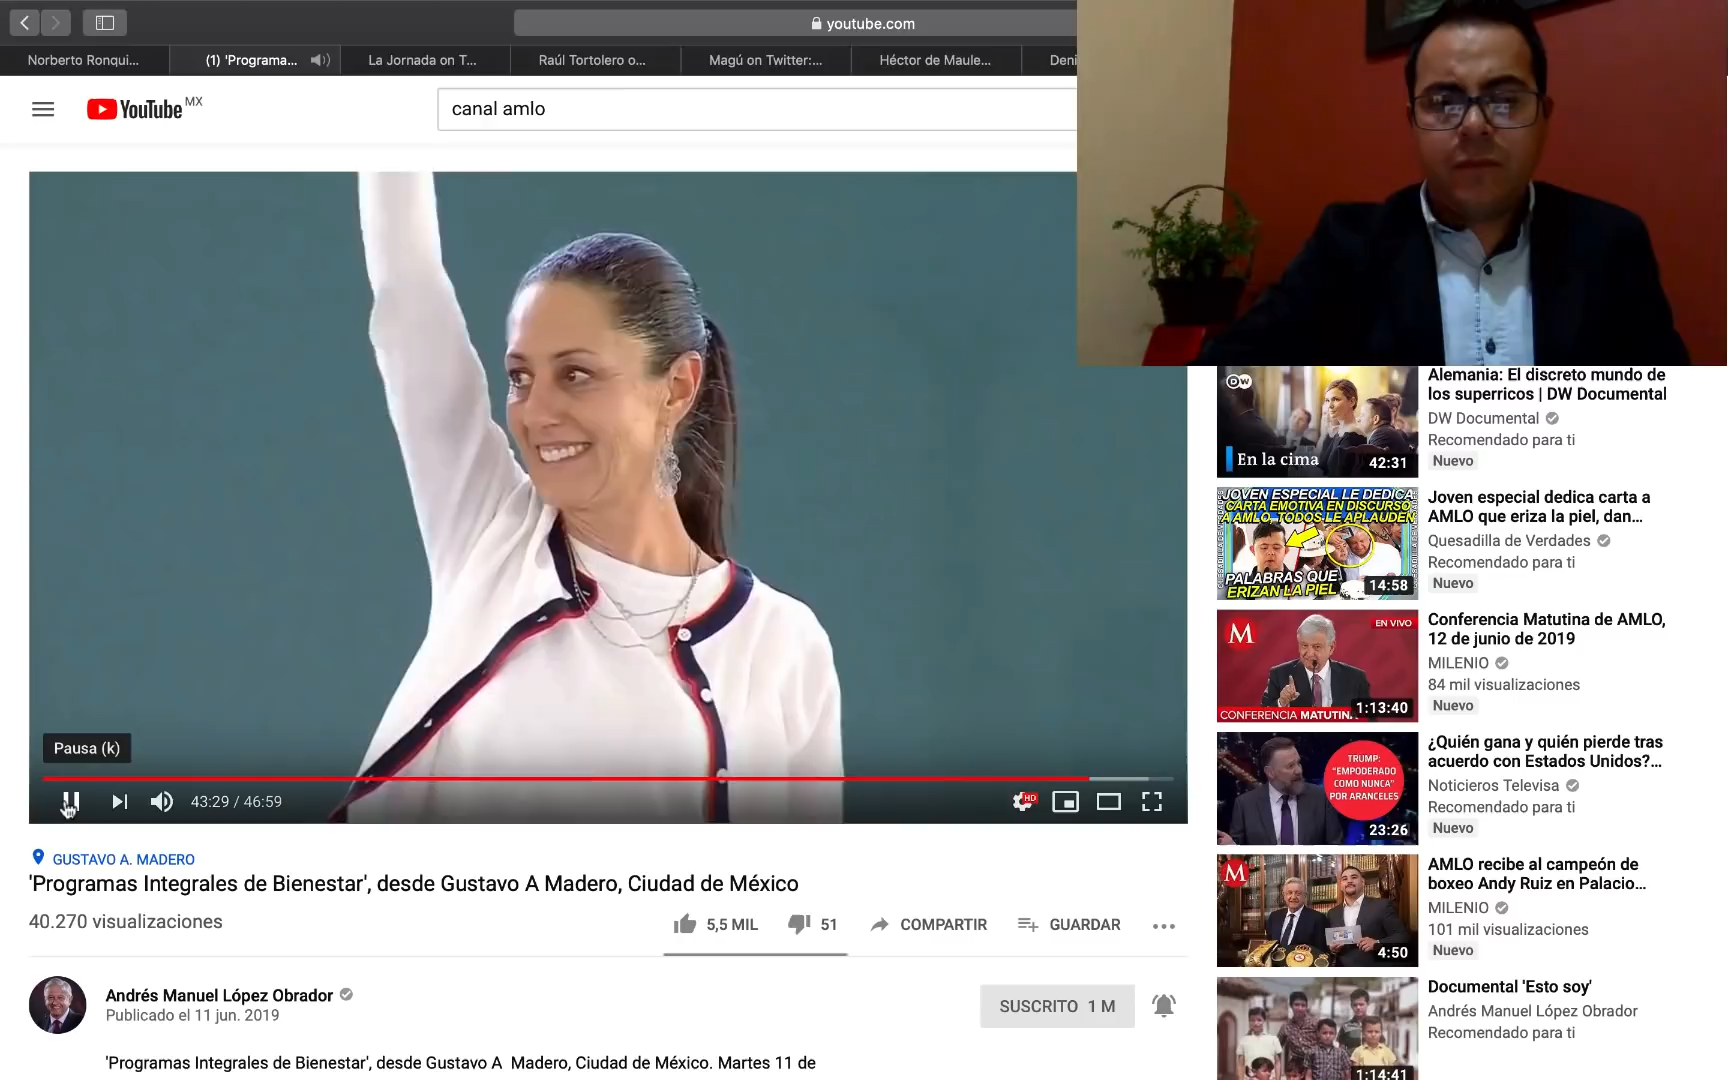 youtube.com
Norberto Ronqui...
(1) 'Programa...
La Jornada on T...
Raúl Tortolero o...
Magú on Twitter:...
Héctor de Maule...
Deni
YouTube MX
canal amlo
Pausa (k)
43:29 / 46:59
HD
GUSTAVO A. MADERO
'Programas Integrales de Bienestar', desde Gustavo A Madero, Ciudad de México
40.270 visualizaciones
5,5 MIL
51
COMPARTIR
GUARDAR
Andrés Manuel López Obrador
Publicado el 11 jun. 2019
SUSCRITO 1 M
'Programas Integrales de Bienestar', desde Gustavo A Madero, Ciudad de México. Martes 11 de
DW
En la cima
42:31
Alemania: El discreto mundo de
los superricos | DW Documental
DW Documental
Recomendado para ti
Nuevo
JOVEN ESPECIAL LE DEDICA
CARTA EMOTIVA EN DISCURSO
A AMLO, TODOS LE APLAUDEN
PALABRAS QUE
ERIZAN LA PIEL
14:58
Joven especial dedica carta a
AMLO que eriza la piel, dan...
Quesadilla de Verdades
Recomendado para ti
Nuevo
M
EN VIVO
CONFERENCIA MATUTINA
1:13:40
Conferencia Matutina de AMLO,
12 de junio de 2019
MILENIO
84 mil visualizaciones
Nuevo
TRUMP:
"EMPODERADO
COMO NUNCA"
POR ARANCELES
23:26
¿Quién gana y quién pierde tras
acuerdo con Estados Unidos?...
Noticieros Televisa
Recomendado para ti
Nuevo
M
4:50
AMLO recibe al campeón de
boxeo Andy Ruiz en Palacio...
MILENIO
101 mil visualizaciones
Nuevo
1:14:41
Documental 'Esto soy'
Andrés Manuel López Obrador
Recomendado para ti